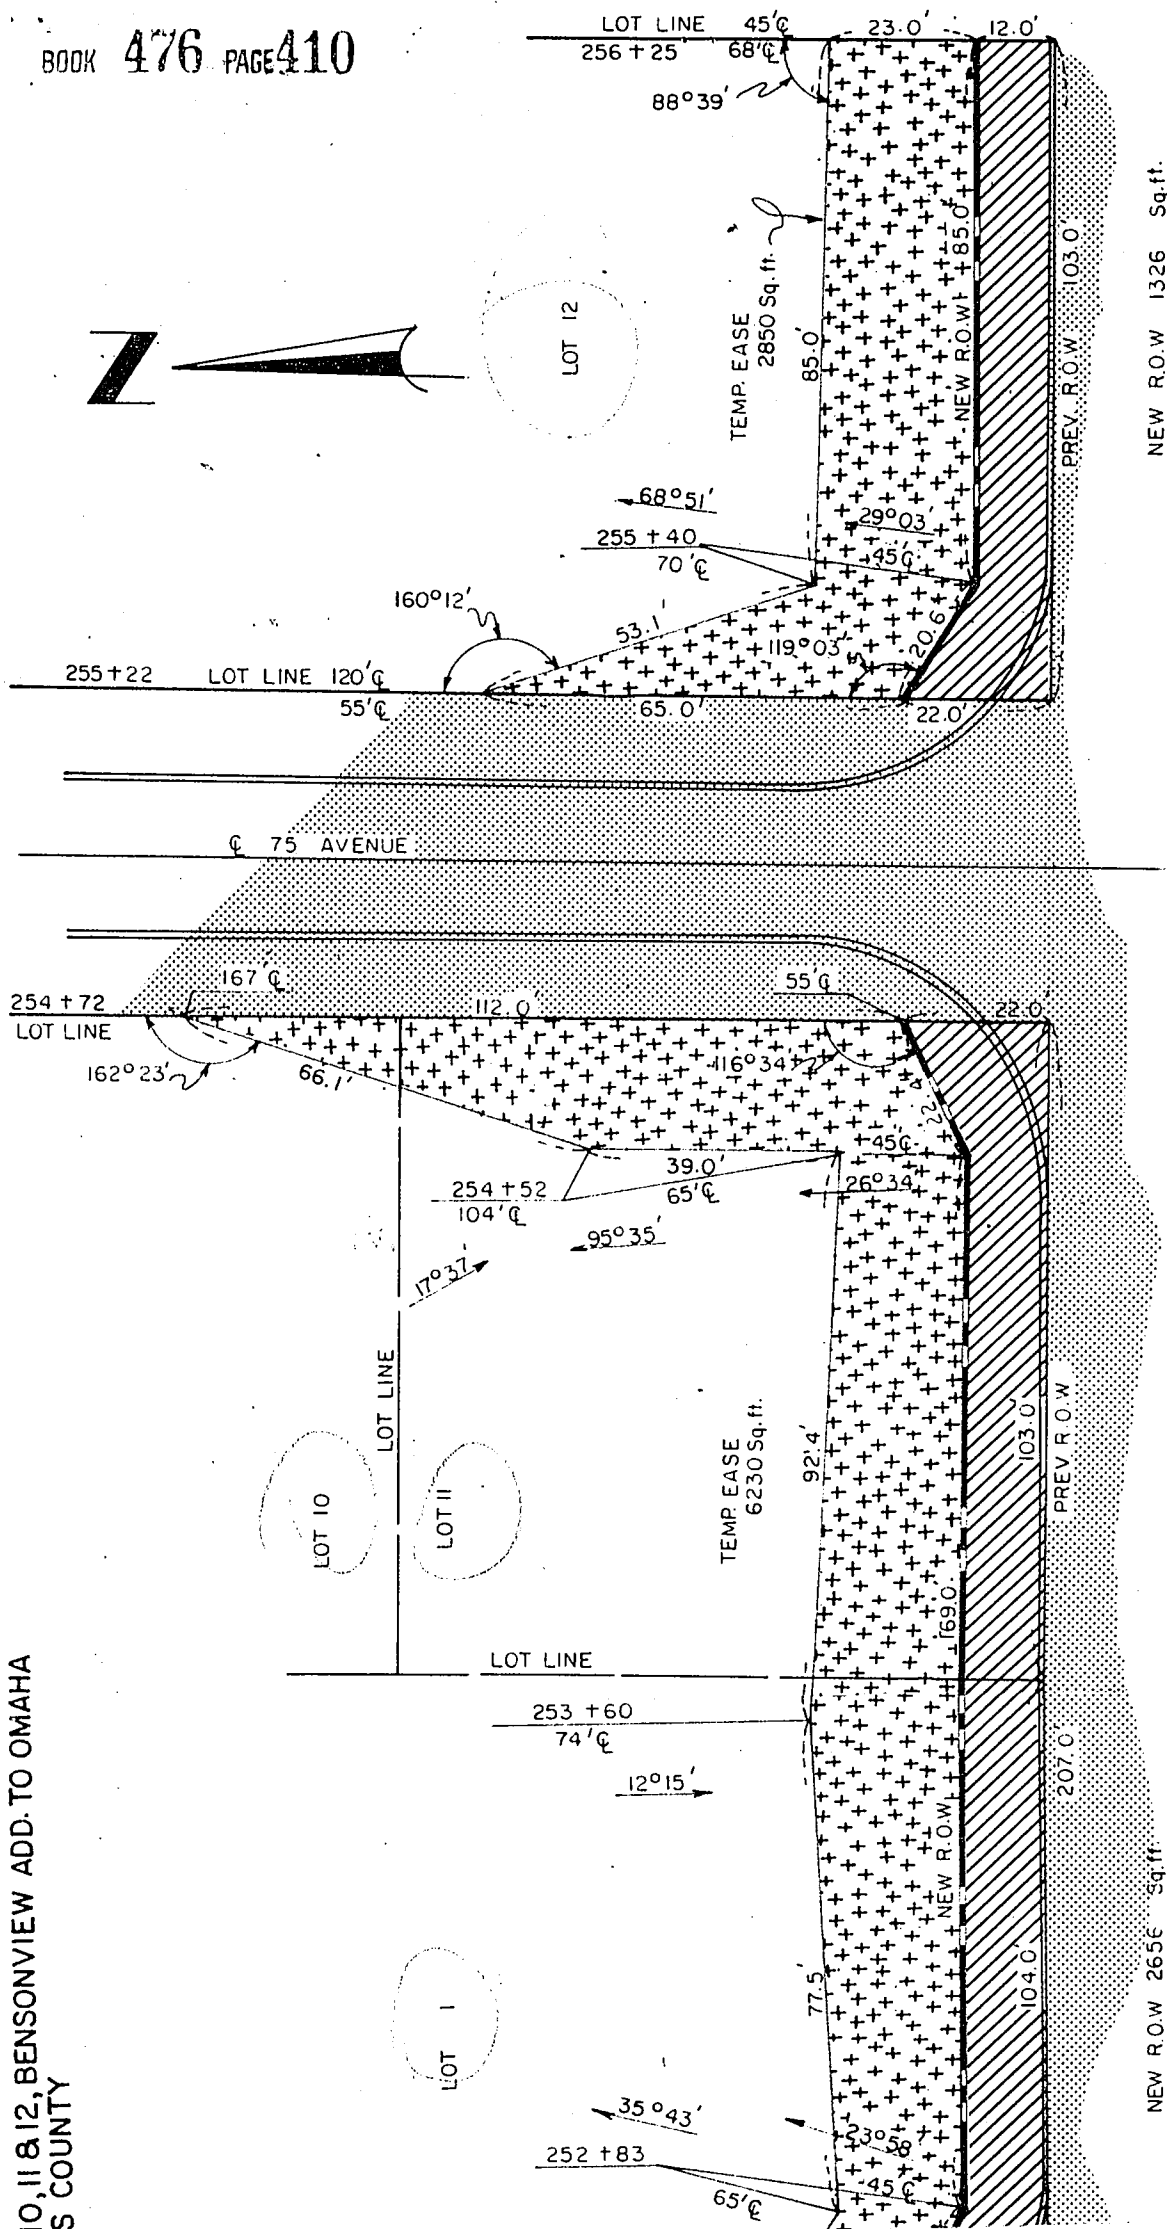 BOOK 476 PAGE 410
LOT LINE 45'℄ 23.0' 12.0'
256 + 25 68'℄
88°39'
NEW R.O.W 1326 Sq.ft.
PREV. R.O.W 103.0'
NEW R.O.W 85.0'
TEMP. EASE
2850 Sq.ft.
85.0'
LOT 12
N
68°51'
29°03'
255 + 40
70'℄
45'℄
160°12'
53.1'
119°03'
20.6'
255+22 LOT LINE 120'℄
55'℄
65.0'
22.0'
℄ 75 AVENUE
167'℄
55'℄
254 + 72
LOT LINE
112.0'
22.0'
162°23'
66.1'
116°34'
22.4'
45'℄
39.0'
65'℄
26°34'
254 + 52
104'℄
95°35'
17°37'
LOT LINE
LOT 10
LOT 11
TEMP. EASE
6230 Sq.ft.
92.4'
103.0'
PREV R.O.W
169.0'
LOT LINE
253 + 60
74'℄
12°15'
207.0'
NEW R.O.W.
77.5'
104.0'
NEW R.O.W 2656 Sq.ft.
LOT 1
35°43'
23°58'
252 + 83
65'℄
45'℄
10, 11 & 12, BENSONVIEW ADD. TO OMAHA
S COUNTY